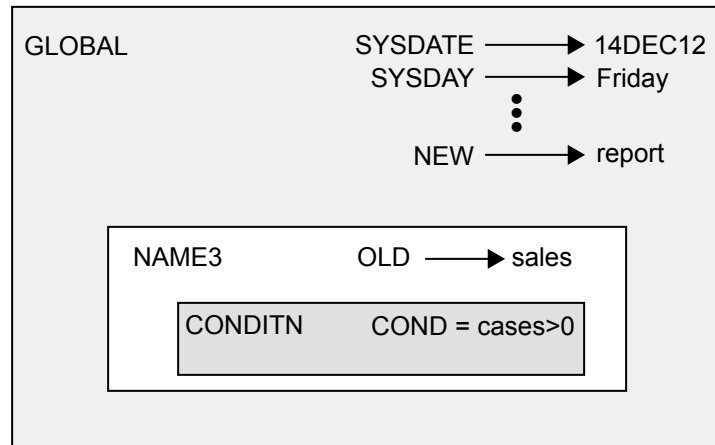 GLOBAL SYSDATE 14DEC12
SYSDAY Friday
NEW report
NAME3 OLD sales
CONDITN COND = cases>0